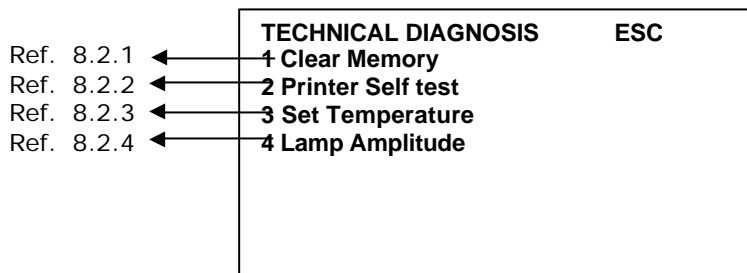 TECHNICAL DIAGNOSIS ESC
Ref. 8.2.1 1 Clear Memory
Ref. 8.2.2 2 Printer Self test
Ref. 8.2.3 3 Set Temperature
Ref. 8.2.4 4 Lamp Amplitude